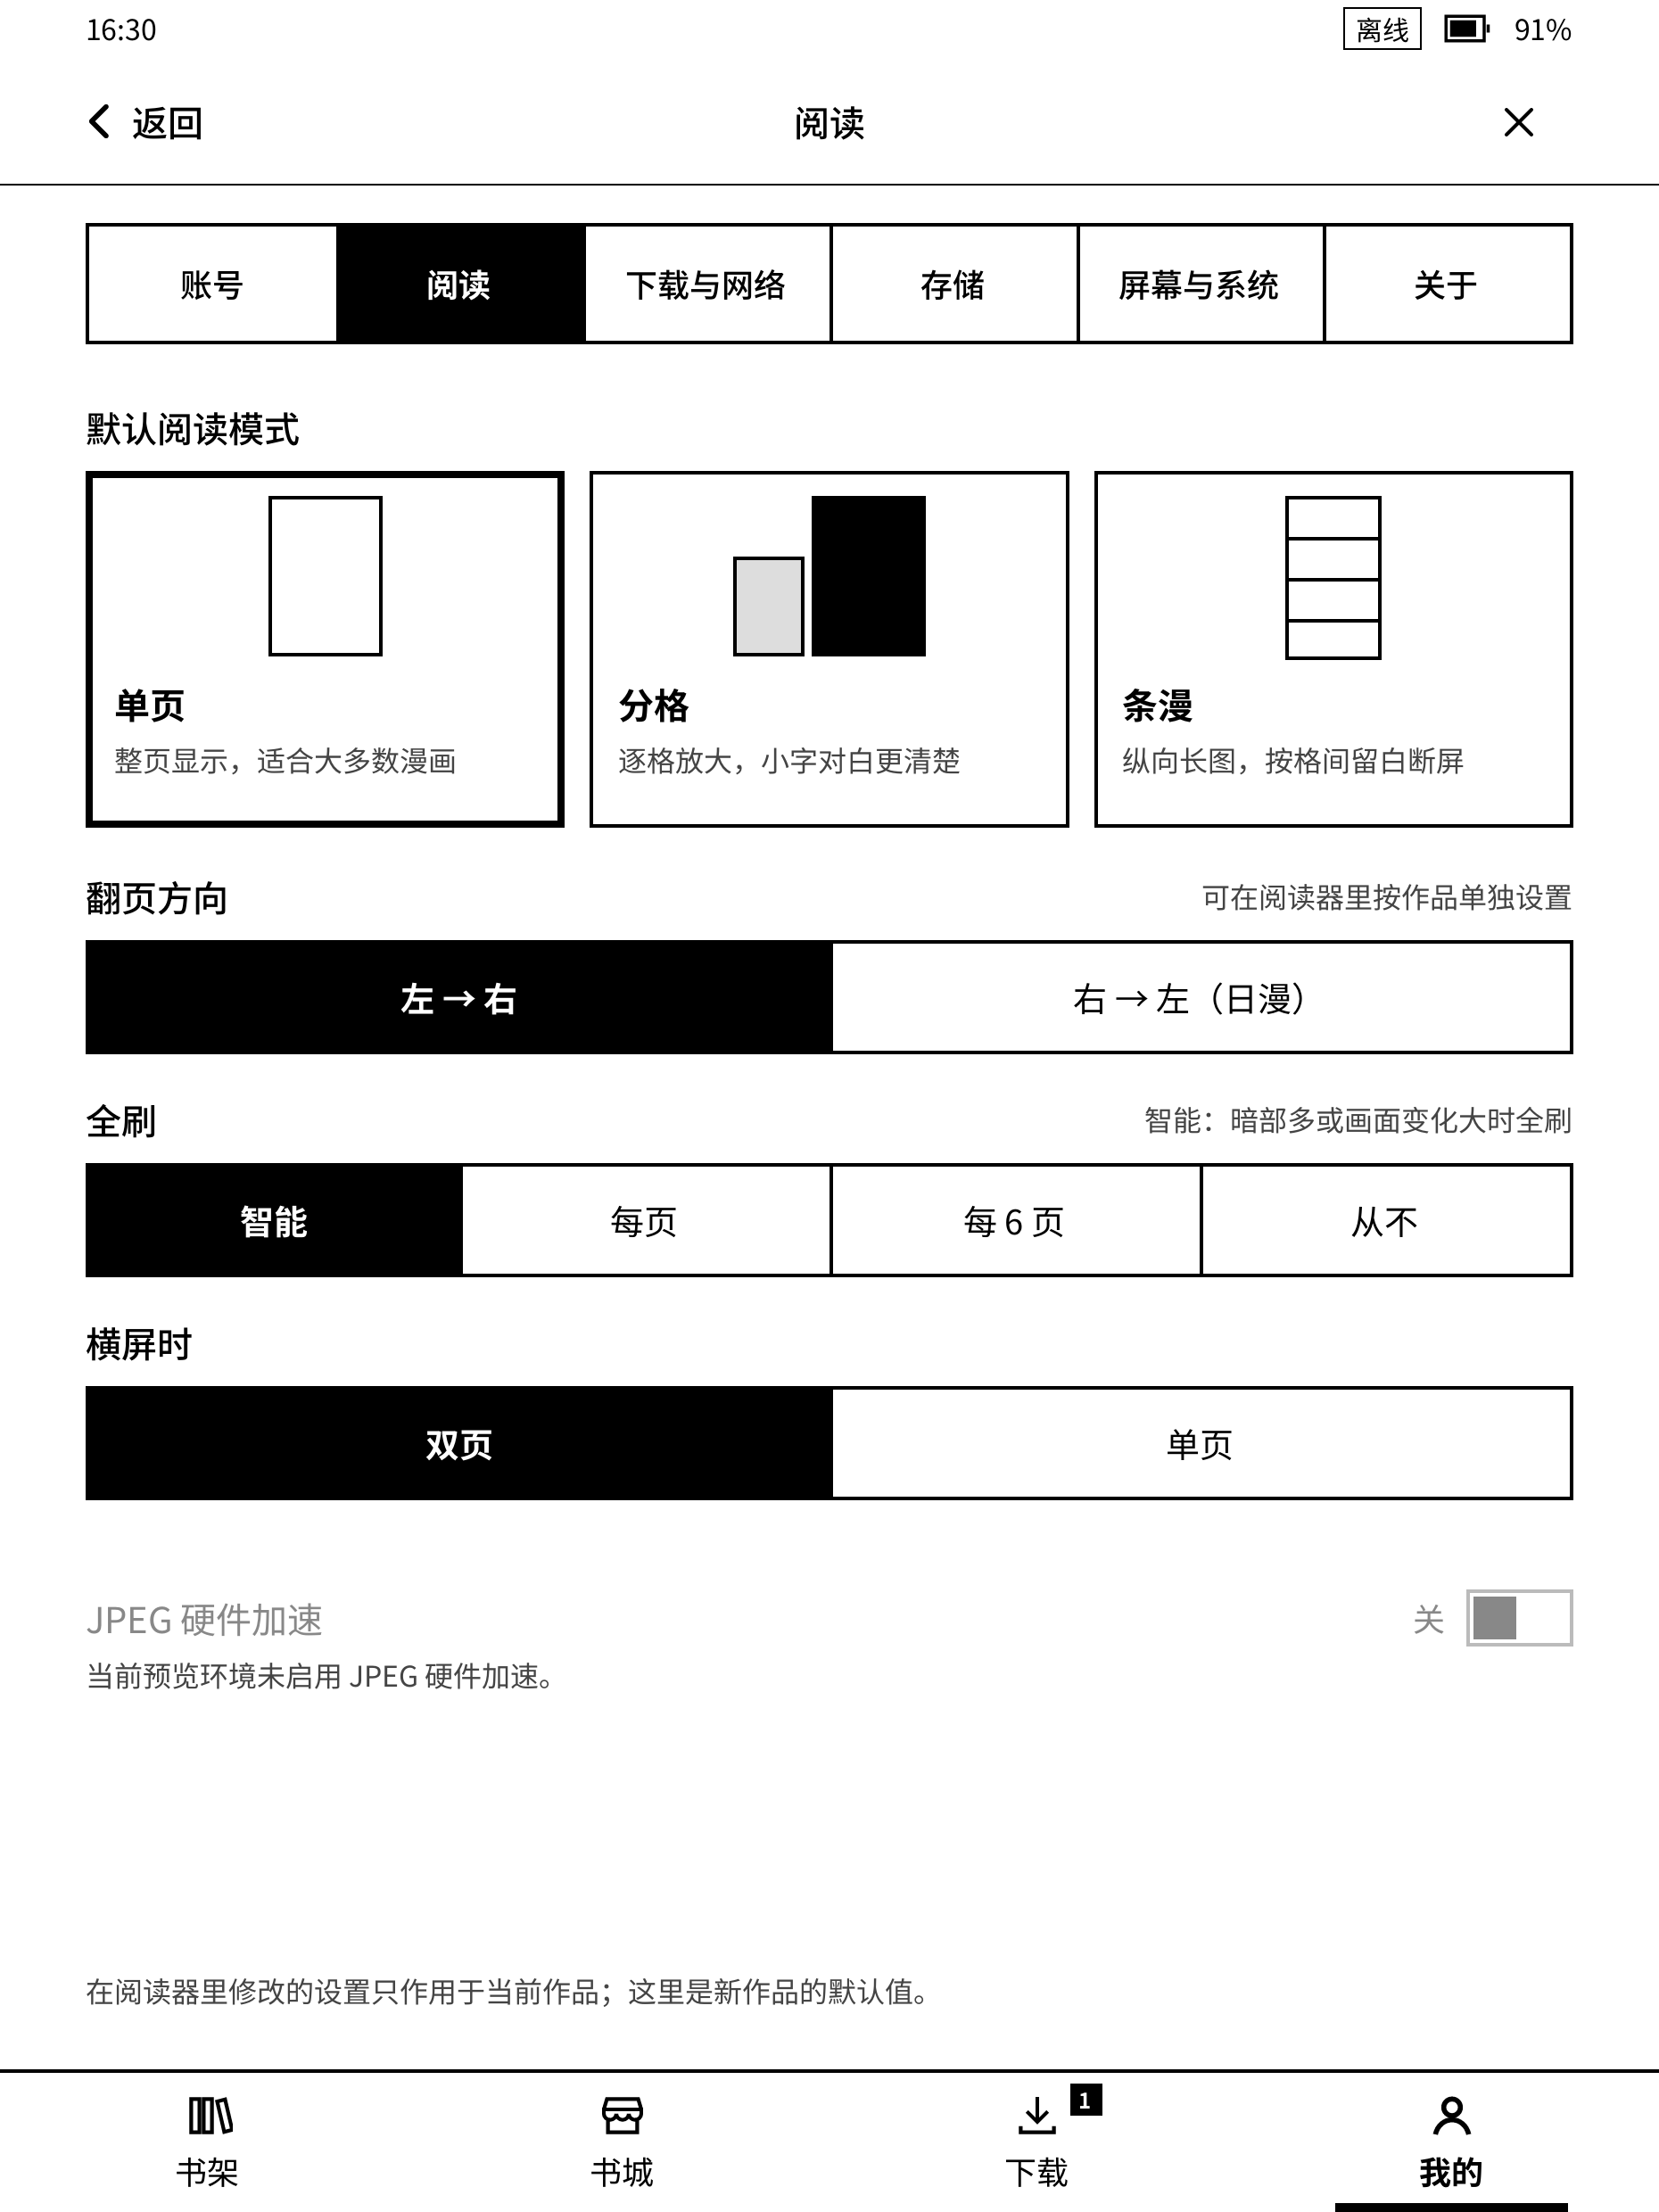 16:30 离线 91%
返回 阅读
账号 阅读 下载与网络 存储 屏幕与系统 关于
默认阅读模式
单页 分格 条漫
整页显示，适合大多数漫画 逐格放大，小字对白更清楚 纵向长图，按格间留白断屏
翻页方向 可在阅读器里按作品单独设置
左 → 右 右 → 左（日漫）
全刷 智能：暗部多或画面变化大时全刷
智能 每页 每 6 页 从不
横屏时
双页 单页
JPEG 硬件加速 关
当前预览环境未启用 JPEG 硬件加速。
在阅读器里修改的设置只作用于当前作品；这里是新作品的默认值。
1
书架 书城 下载 我的